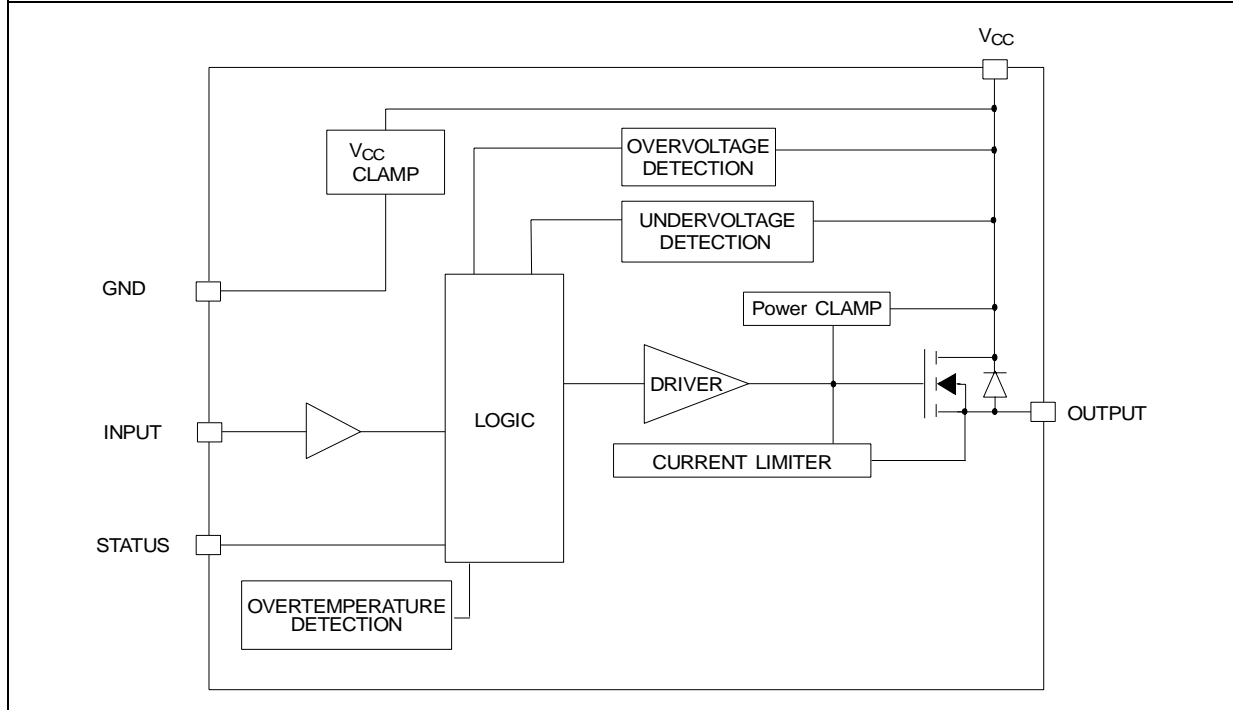 VCC
VCC
CLAMP
OVERVOLTAGE
DETECTION
UNDERVOLTAGE
DETECTION
GND
Power CLAMP
DRIVER
LOGIC
INPUT
OUTPUT
CURRENT LIMITER
STATUS
OVERTEMPERATURE
DETECTION